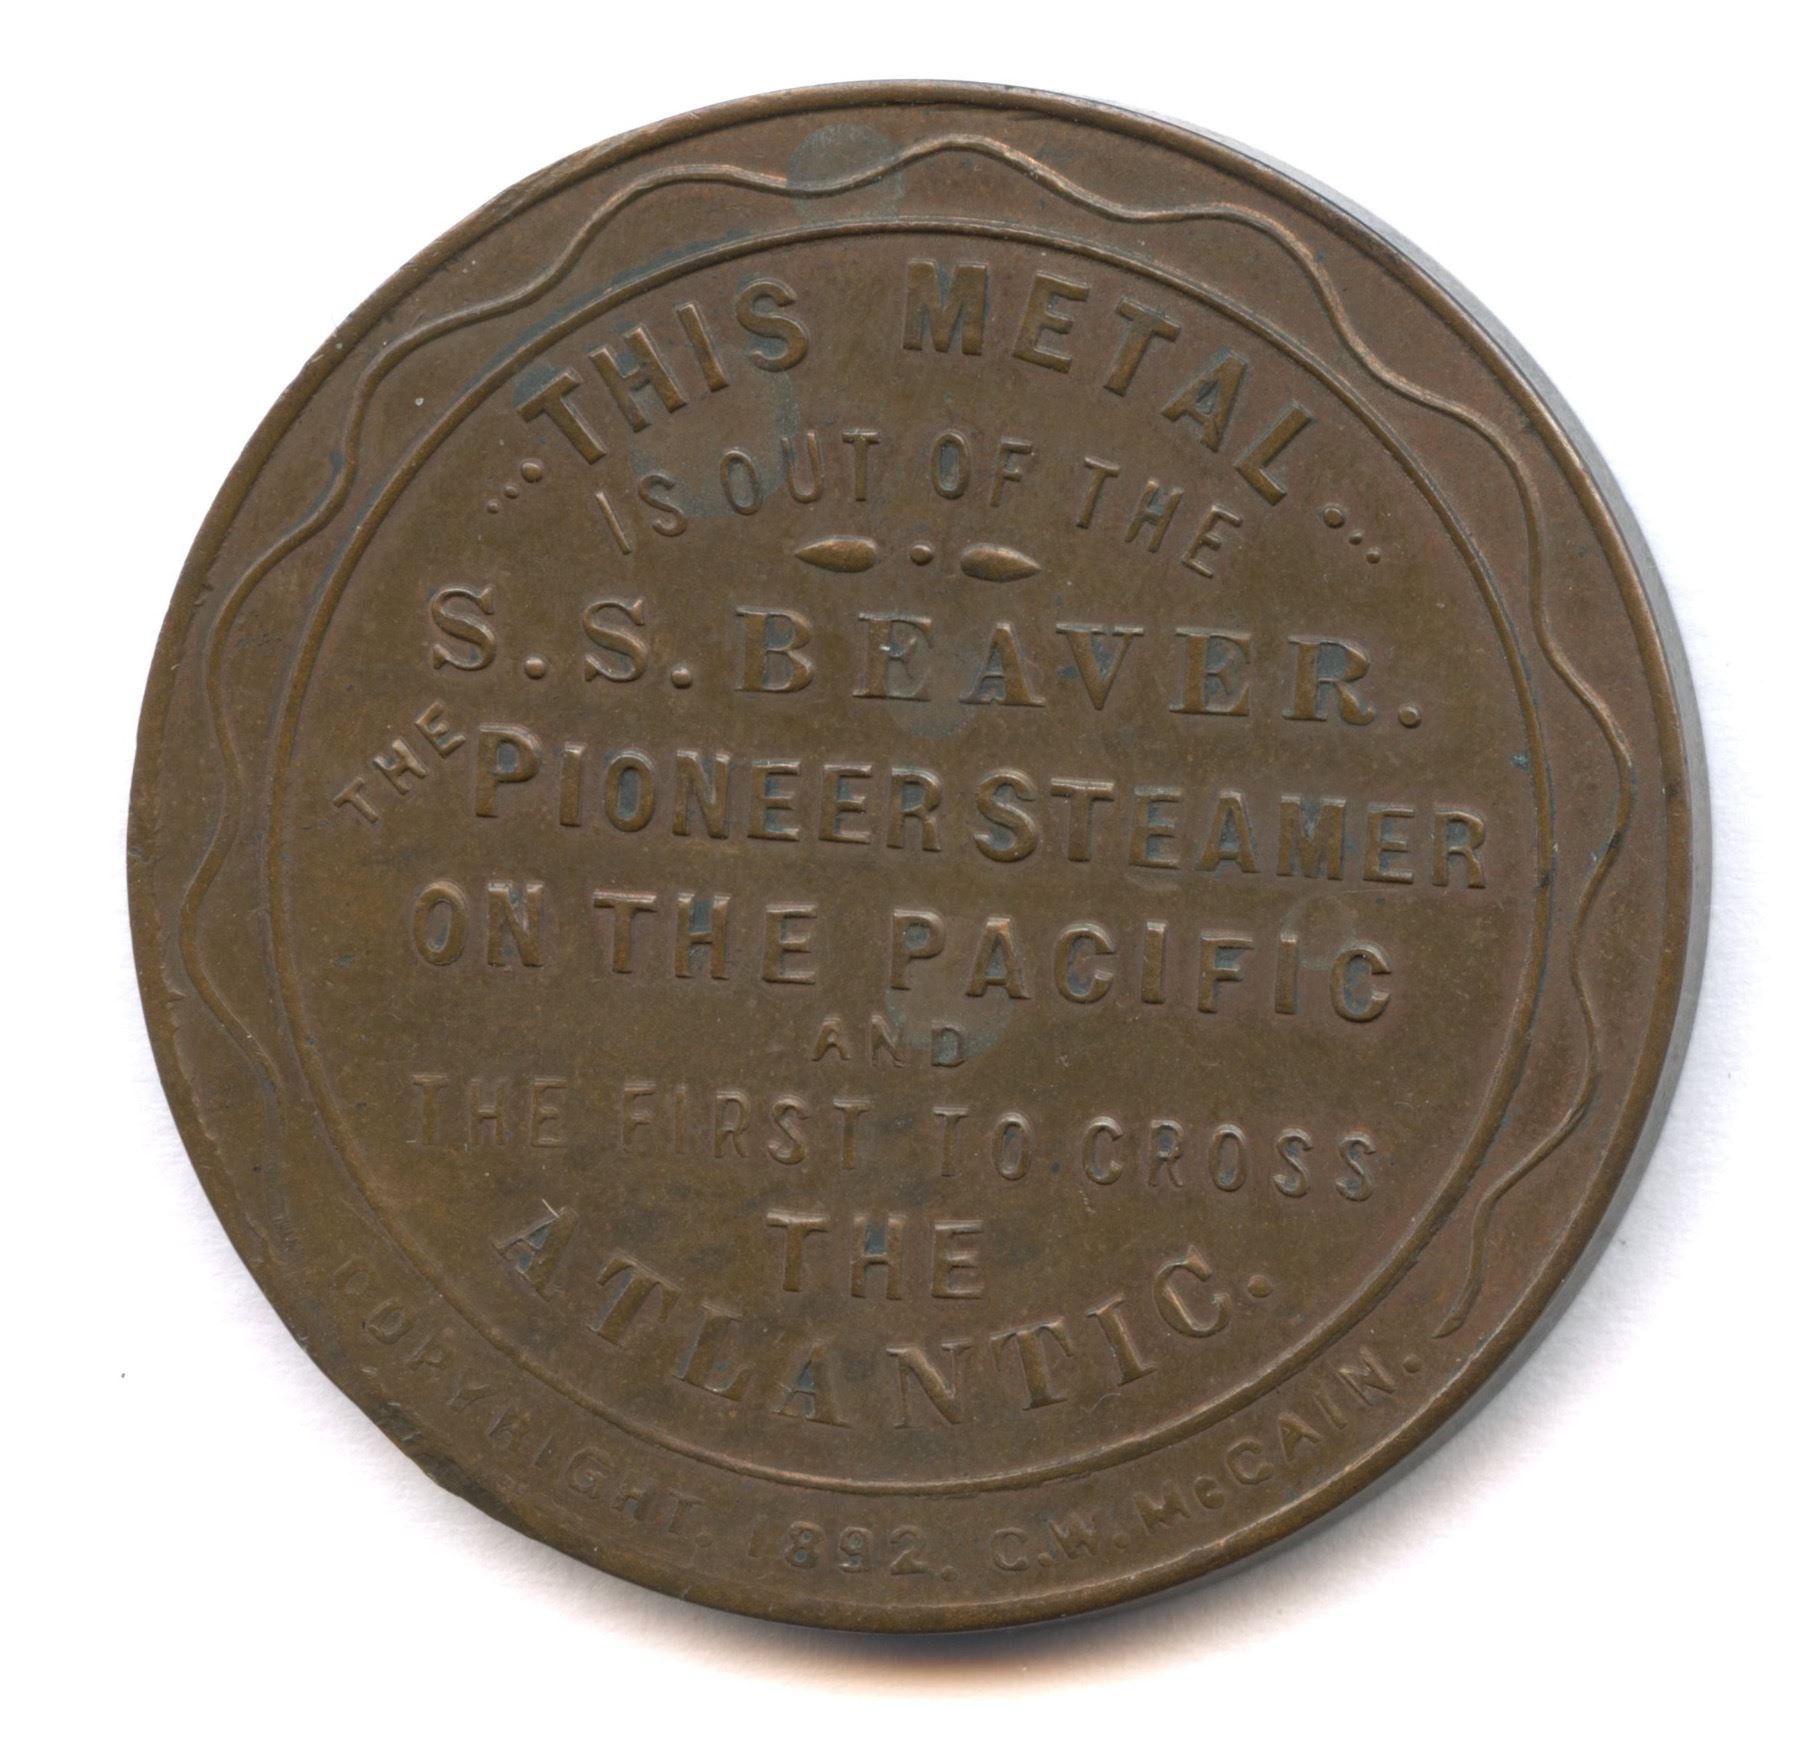 THIS METAL
IS OUT OF THE
S.S. BEAVER.
THE PIONEER STEAMER
ON THE PACIFIC
AND
THE FIRST TO CROSS
THE
ATLANTIC.
COPYRIGHT. 1892. C.W. McCAIN.